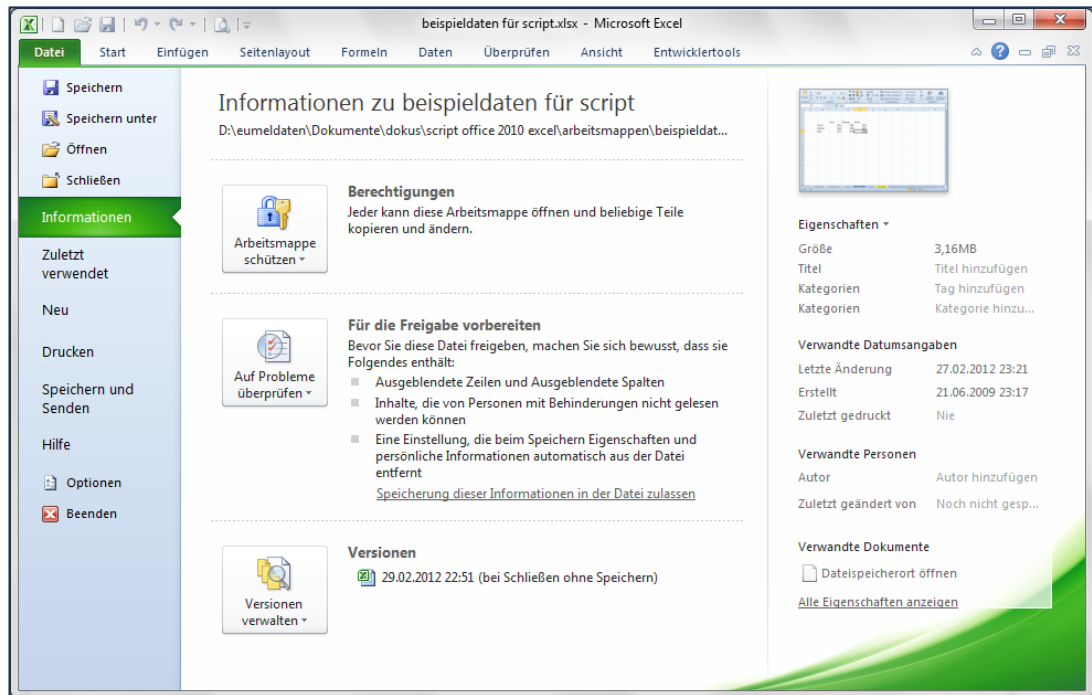 beispieldaten für script.xlsx - Microsoft Excel
Datei Start Einfügen Seitenlayout Formeln Daten Überprüfen Ansicht Entwicklertools
Speichern
Speichern unter
Öffnen
Schließen
Informationen
Zuletzt
verwendet
Neu
Drucken
Speichern und
Senden
Hilfe
Optionen
Beenden
Informationen zu beispieldaten für script
D:\eumeldaten\Dokumente\dokus\script office 2010 excel\arbeitsmappen\beispieldat...
Arbeitsmappe
schützen
Berechtigungen
Jeder kann diese Arbeitsmappe öffnen und beliebige Teile
kopieren und ändern.
Auf Probleme
überprüfen
Für die Freigabe vorbereiten
Bevor Sie diese Datei freigeben, machen Sie sich bewusst, dass sie
Folgendes enthält:
Ausgeblendete Zeilen und Ausgeblendete Spalten
Inhalte, die von Personen mit Behinderungen nicht gelesen
werden können
Eine Einstellung, die beim Speichern Eigenschaften und
persönliche Informationen automatisch aus der Datei
entfernt
Speicherung dieser Informationen in der Datei zulassen
Versionen
verwalten
Versionen
29.02.2012 22:51 (bei Schließen ohne Speichern)
Eigenschaften
Größe 3,16MB
Titel Titel hinzufügen
Kategorien Tag hinzufügen
Kategorien Kategorie hinzu...
Verwandte Datumsangaben
Letzte Änderung 27.02.2012 23:21
Erstellt 21.06.2009 23:17
Zuletzt gedruckt Nie
Verwandte Personen
Autor Autor hinzufügen
Zuletzt geändert von Noch nicht gesp...
Verwandte Dokumente
Dateispeicherort öffnen
Alle Eigenschaften anzeigen